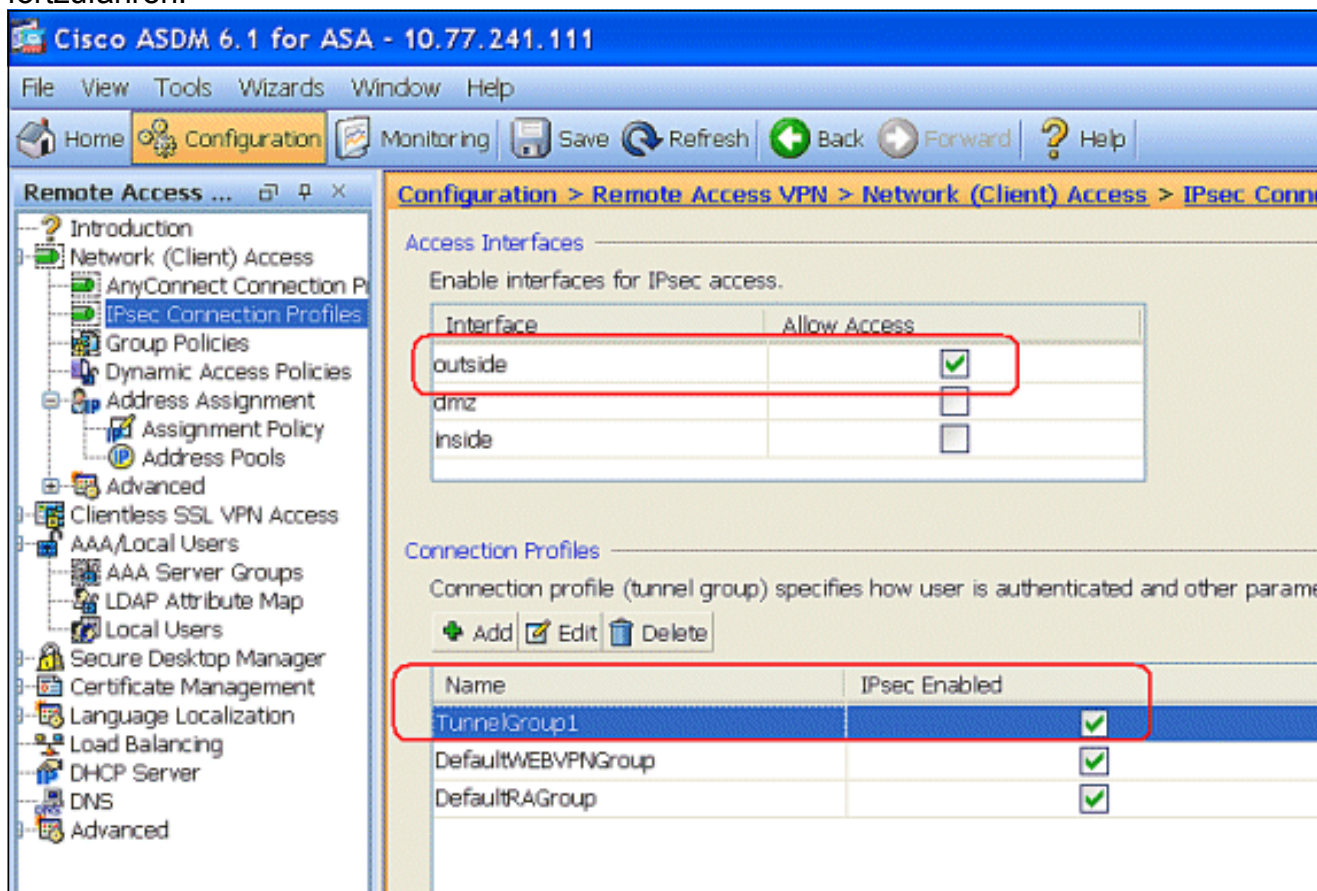 fortzufahren.
Cisco ASDM 6.1 for ASA - 10.77.241.111
File View Tools Wizards Window Help
Home Configuration Monitoring Save Refresh Back Forward Help
Remote Access ...
Introduction
Network (Client) Access
AnyConnect Connection P
IPsec Connection Profiles
Group Policies
Dynamic Access Policies
Address Assignment
Assignment Policy
Address Pools
Advanced
Clientless SSL VPN Access
AAA/Local Users
AAA Server Groups
LDAP Attribute Map
Local Users
Secure Desktop Manager
Certificate Management
Language Localization
Load Balancing
DHCP Server
DNS
Advanced
Configuration > Remote Access VPN > Network (Client) Access > IPsec Conn
Access Interfaces
Enable interfaces for IPsec access.
Interface Allow Access
outside
dmz
inside
Connection Profiles
Connection profile (tunnel group) specifies how user is authenticated and other parame
Add Edit Delete
Name IPsec Enabled
TunnelGroup1
DefaultWEBVPNGroup
DefaultRAGroup